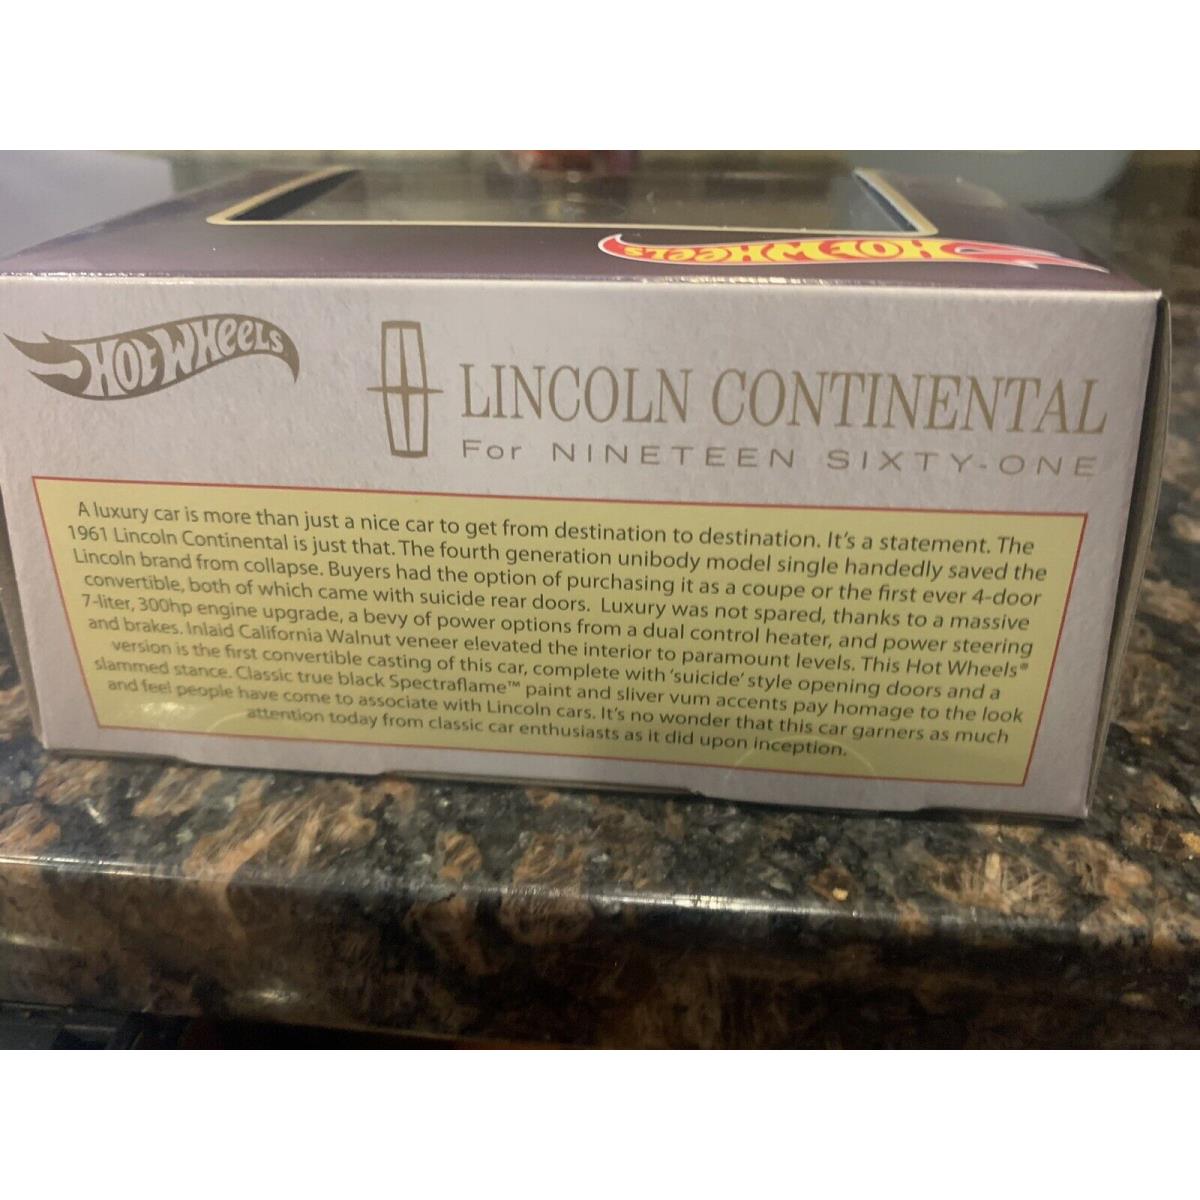 Hot Wheels
Hot Wheels
LINCOLN CONTINENTAL
For NINETEEN SIXTY-ONE
A luxury car is more than just a nice car to get from destination to destination. It's a statement. The
1961 Lincoln Continental is just that. The fourth generation unibody model single handedly saved the
Lincoln brand from collapse. Buyers had the option of purchasing it as a coupe or the first ever 4-door
convertible, both of which came with suicide rear doors. Luxury was not spared, thanks to a massive
7-liter, 300hp engine upgrade, a bevy of power options from a dual control heater, and power steering
and brakes. Inlaid California Walnut veneer elevated the interior to paramount levels. This Hot Wheels®
version is the first convertible casting of this car, complete with 'suicide' style opening doors and a
slammed stance. Classic true black Spectraflame™ paint and sliver vum accents pay homage to the look
and feel people have come to associate with Lincoln cars. It's no wonder that this car garners as much
attention today from classic car enthusiasts as it did upon inception.